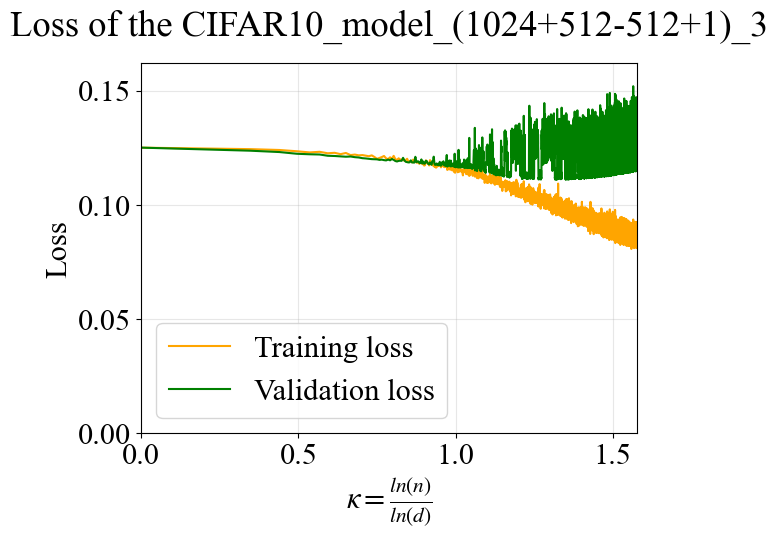 Loss of the CIFAR10_model_(1024+512-512+1)_3
0.15
0.10
Loss
0.05
Training loss
Validation loss
0.00
0.0 0.5 1.0 1.5
κ = ln(n)/ln(d)